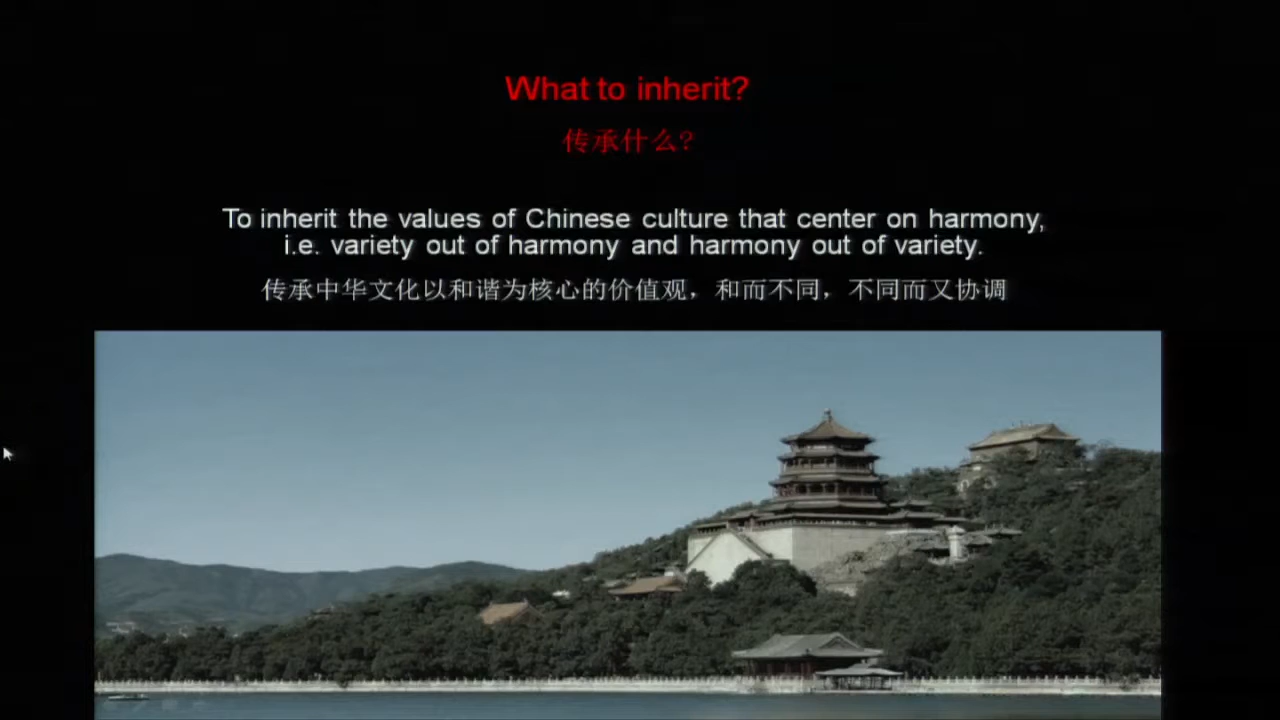 What to inherit?
传承什么?
To inherit the values of Chinese culture that center on harmony,
i.e. variety out of harmony and harmony out of variety.
传承中华文化以和谐为核心的价值观，和而不同，不同而又协调